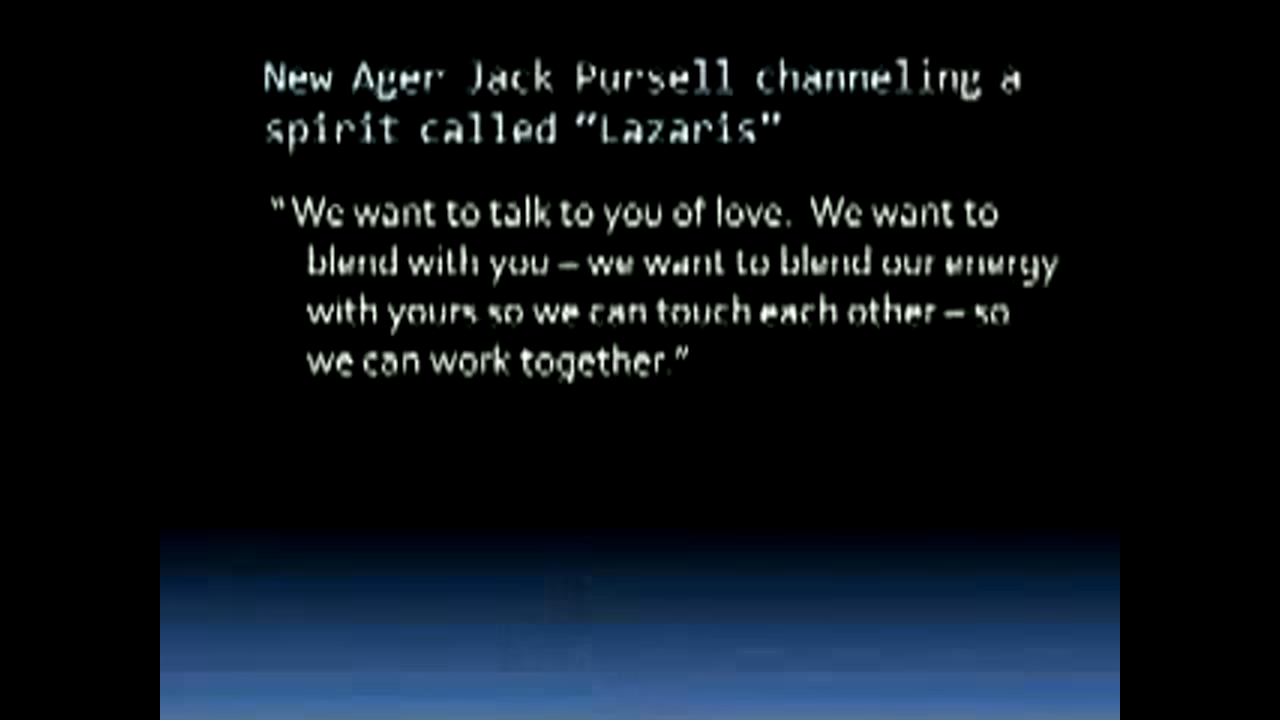 New Ager Jack Pursell channeling a
spirit called "Lazaris"
"We want to talk to you of love. We want to
blend with you – we want to blend our energy
with yours so we can touch each other – so
we can work together."